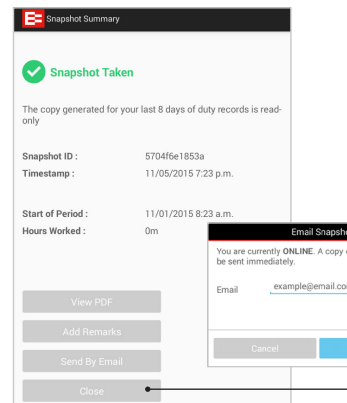 Snapshot Summary
Snapshot Taken
The copy generated for your last 8 days of duty records is read-
only
Snapshot ID : 5704f6e1853a
Timestamp : 11/05/2015 7:23 p.m.
Start of Period : 11/01/2015 8:23 a.m.
Hours Worked : 0m
Email Snapsho
You are currently ONLINE. A copy
be sent immediately.
Email example@email.co
Cancel
View PDF
Add Remarks
Send By Email
Close